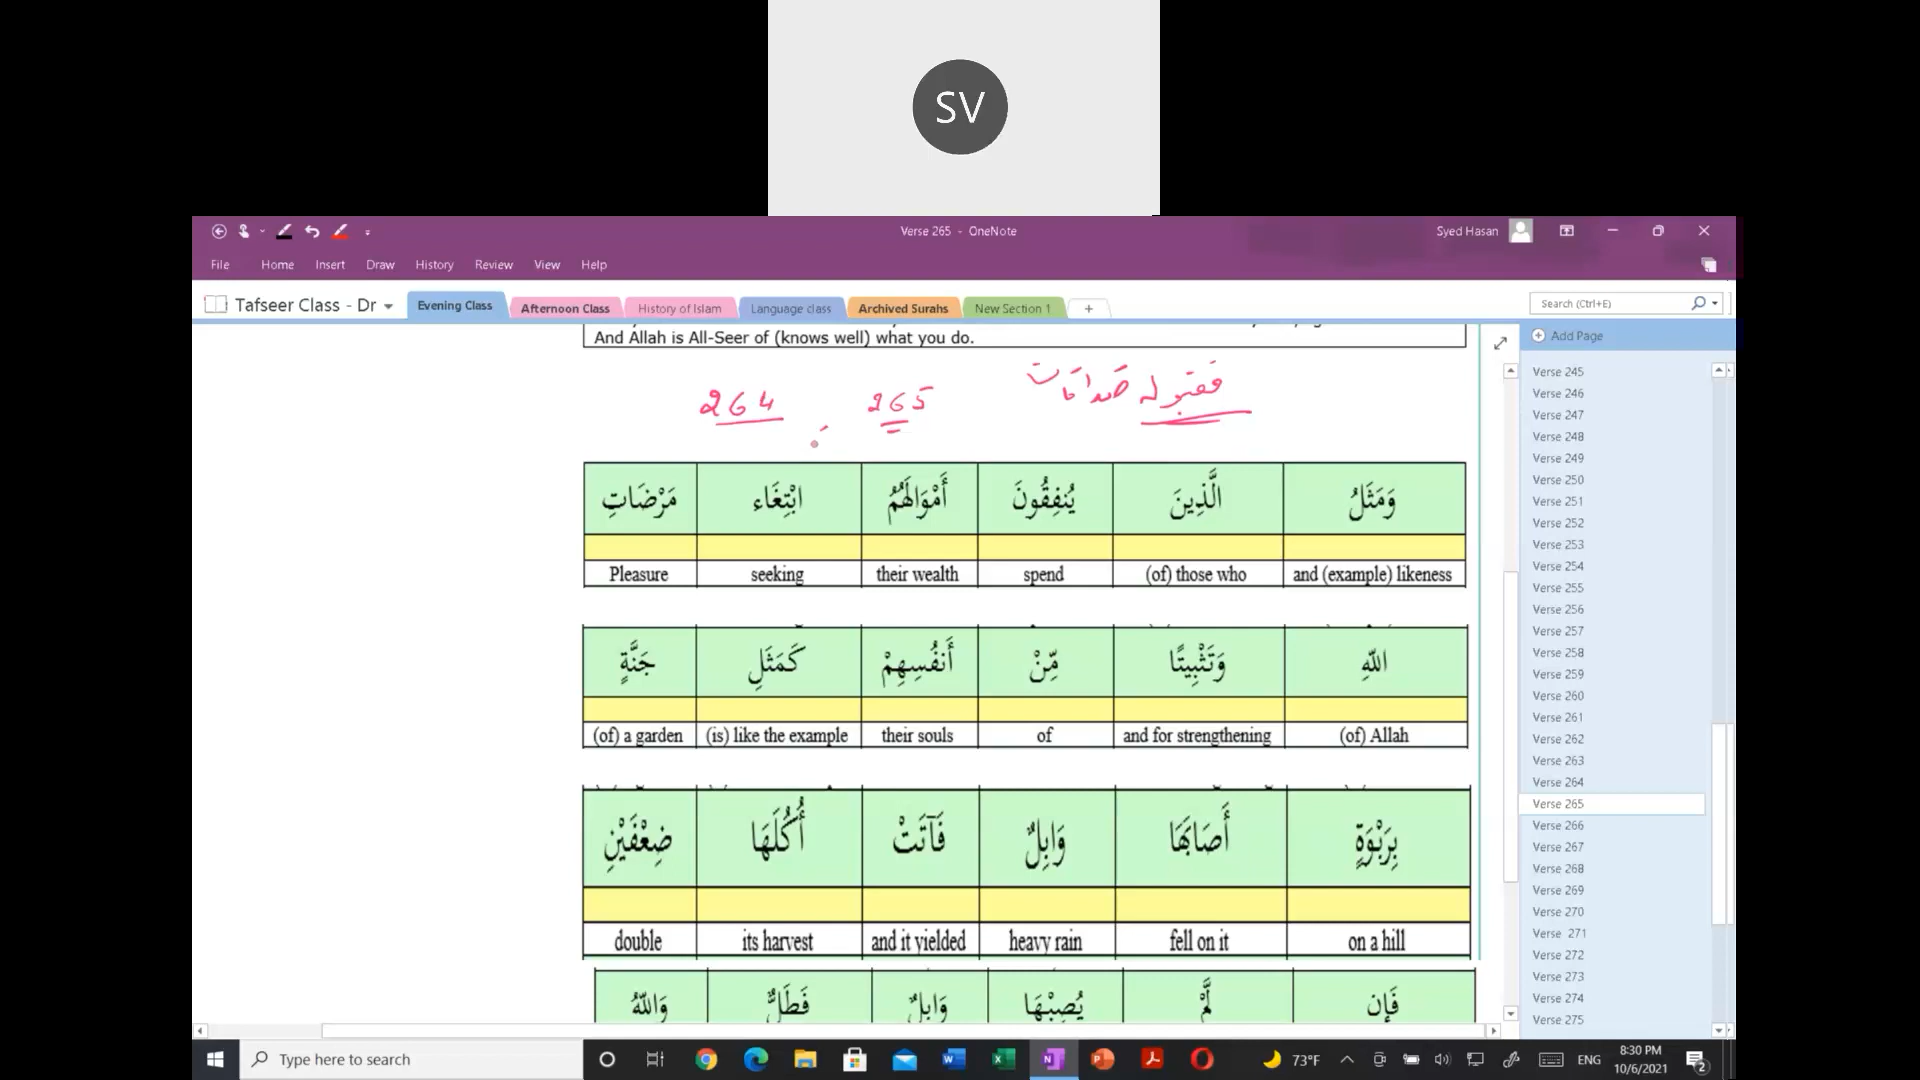 SV
Verse 265 - OneNote
Syed Hasan
File Home Insert Draw History Review View Help
Tafseer Class - Dr
Evening Class Afternoon Class History of Islam Language class Archived Surahs New Section 1 +
Search (Ctrl+E)
And Allah is All-Seer of (knows well) what you do.
264 265
وَمَثَلُ الَّذِينَ يُنفِقُونَ أَمْوَالَهُمُ ابْتِغَاء مَرْضَاتِ
Pleasure seeking their wealth spend (of) those who and (example) likeness
اللّهِ وَتَثْبِيتًا مِّنْ أَنفُسِهِمْ كَمَثَلِ جَنَّةٍ
(of) a garden (is) like the example their souls of and for strengthening (of) Allah
بِرَبْوَةٍ أَصَابَهَا وَابِلٌ فَآتَتْ أُكُلَهَا ضِعْفَيْنِ
double its harvest and it yielded heavy rain fell on it on a hill
فَإِن لَّمْ يُصِبْهَا وَابِلٌ فَطَلٌّ وَاللّهُ
Add Page
Verse 245
Verse 246
Verse 247
Verse 248
Verse 249
Verse 250
Verse 251
Verse 252
Verse 253
Verse 254
Verse 255
Verse 256
Verse 257
Verse 258
Verse 259
Verse 260
Verse 261
Verse 262
Verse 263
Verse 264
Verse 265
Verse 266
Verse 267
Verse 268
Verse 269
Verse 270
Verse 271
Verse 272
Verse 273
Verse 274
Verse 275
Type here to search
73°F
ENG
8:30 PM
10/6/2021
2